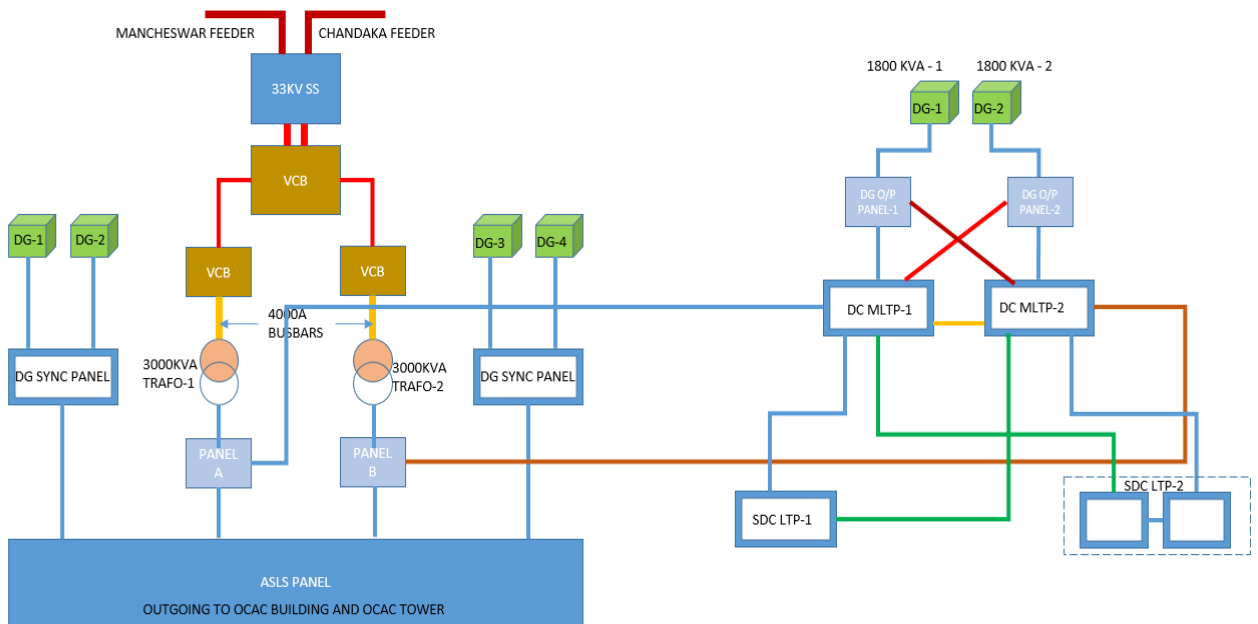 MANCHESWAR FEEDER
CHANDAKA FEEDER
33KV SS
VCB
VCB
VCB
DG-1
DG-2
DG-3
DG-4
4000A
BUSBARS
3000KVA
TRAFO-1
3000KVA
TRAFO-2
DG SYNC PANEL
DG SYNC PANEL
PANEL
A
PANEL
B
ASLS PANEL
OUTGOING TO OCAC BUILDING AND OCAC TOWER
1800 KVA - 1
1800 KVA - 2
DG-1
DG-2
DG O/P
PANEL-1
DG O/P
PANEL-2
DC MLTP-1
DC MLTP-2
SDC LTP-1
SDC LTP-2